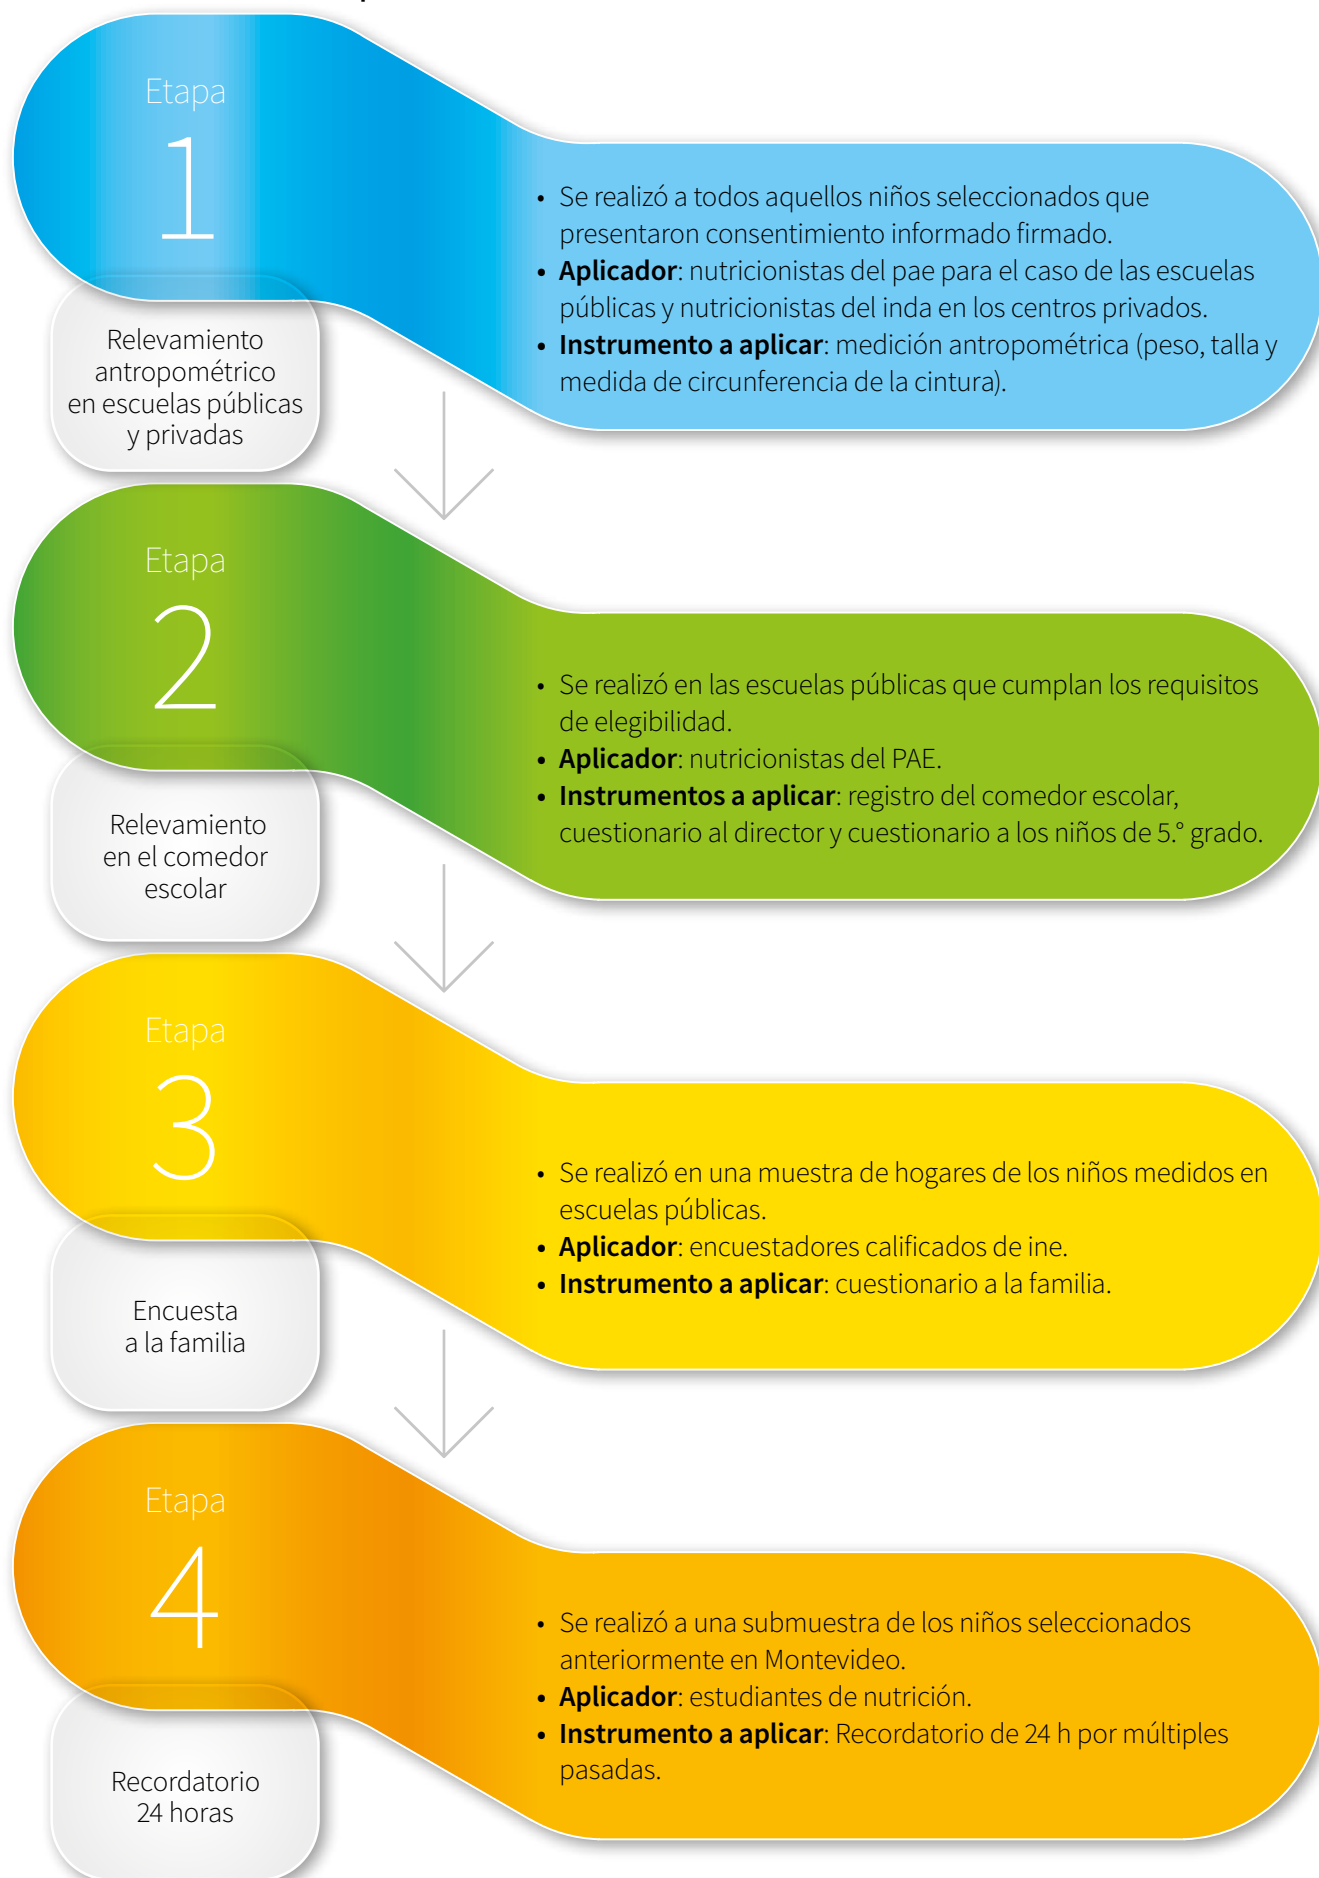 Etapa
1
Relevamiento
antropométrico
en escuelas públicas
y privadas
• Se realizó a todos aquellos niños seleccionados que
presentaron consentimiento informado firmado.
• Aplicador: nutricionistas del pae para el caso de las escuelas
públicas y nutricionistas del inda en los centros privados.
• Instrumento a aplicar: medición antropométrica (peso, talla y
medida de circunferencia de la cintura).
Etapa
2
Relevamiento
en el comedor
escolar
• Se realizó en las escuelas públicas que cumplan los requisitos
de elegibilidad.
• Aplicador: nutricionistas del PAE.
• Instrumentos a aplicar: registro del comedor escolar,
cuestionario al director y cuestionario a los niños de 5.° grado.
Etapa
3
Encuesta
a la familia
• Se realizó en una muestra de hogares de los niños medidos en
escuelas públicas.
• Aplicador: encuestadores calificados de ine.
• Instrumento a aplicar: cuestionario a la familia.
Etapa
4
Recordatorio
24 horas
• Se realizó a una submuestra de los niños seleccionados
anteriormente en Montevideo.
• Aplicador: estudiantes de nutrición.
• Instrumento a aplicar: Recordatorio de 24 h por múltiples
pasadas.